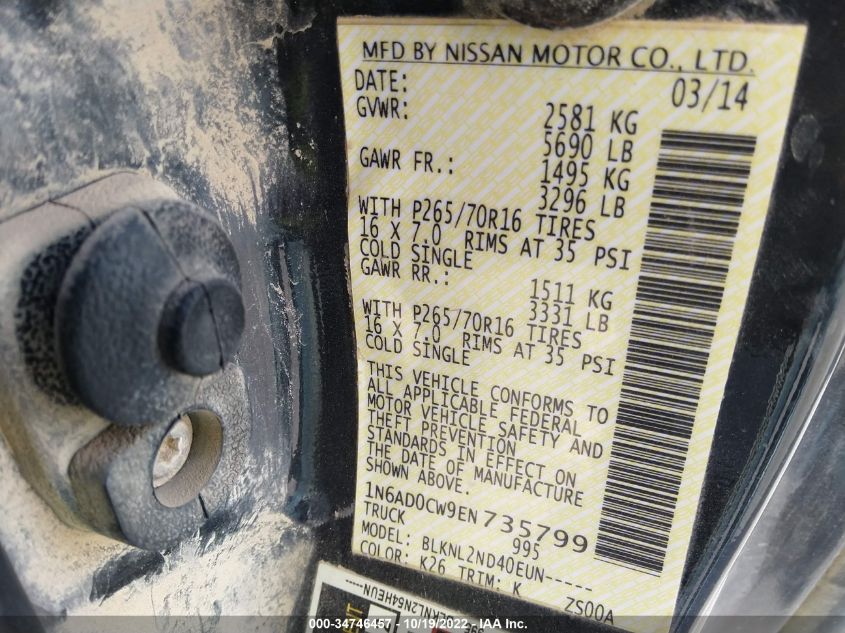 MFD BY NISSAN MOTOR CO., LTD.
DATE: 03/14
GVWR: 2581 KG
5690 LB
GAWR FR.: 1495 KG
3296 LB
WITH P265/70R16 TIRES
16 X 7.0 RIMS AT 35 PSI
COLD SINGLE
GAWR RR.: 1511 KG
3331 LB
WITH P265/70R16 TIRES
16 X 7.0 RIMS AT 35 PSI
COLD SINGLE
THIS VEHICLE CONFORMS TO
ALL APPLICABLE FEDERAL
MOTOR VEHICLE SAFETY AND
THEFT PREVENTION
STANDARDS IN EFFECT ON
THE DATE OF MANUFACTURE
SHOWN ABOVE.
1N6AD0CW9EN735799
TRUCK 995
MODEL: BLKNL2ND40EUN-----
COLOR: K26 TRIM: K ZS00A
000-34746457 - 10/19/2022 - IAA, Inc.